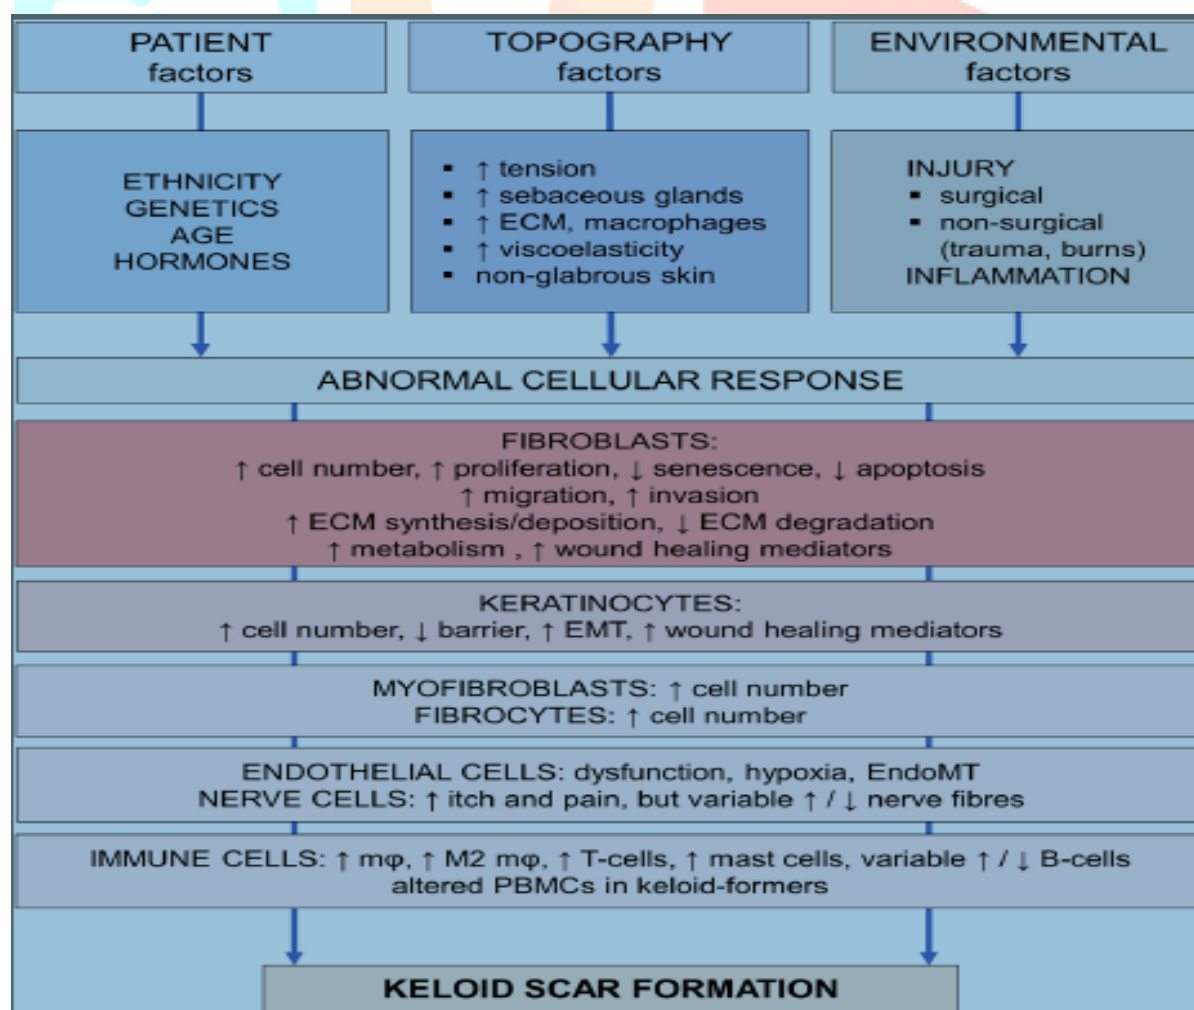 PATIENT
factors
TOPOGRAPHY
factors
ENVIRONMENTAL
factors
ETHNICITY
GENETICS
AGE
HORMONES
▪ ↑ tension
▪ ↑ sebaceous glands
▪ ↑ ECM, macrophages
▪ ↑ viscoelasticity
▪ non-glabrous skin
INJURY
▪ surgical
▪ non-surgical
(trauma, burns)
INFLAMMATION
ABNORMAL CELLULAR RESPONSE
FIBROBLASTS:
↑ cell number, ↑ proliferation, ↓ senescence, ↓ apoptosis
↑ migration, ↑ invasion
↑ ECM synthesis/deposition, ↓ ECM degradation
↑ metabolism , ↑ wound healing mediators
KERATINOCYTES:
↑ cell number, ↓ barrier, ↑ EMT, ↑ wound healing mediators
MYOFIBROBLASTS: ↑ cell number
FIBROCYTES: ↑ cell number
ENDOTHELIAL CELLS: dysfunction, hypoxia, EndoMT
NERVE CELLS: ↑ itch and pain, but variable ↑ / ↓ nerve fibres
IMMUNE CELLS: ↑ mφ, ↑ M2 mφ, ↑ T-cells, ↑ mast cells, variable ↑ / ↓ B-cells
altered PBMCs in keloid-formers
KELOID SCAR FORMATION